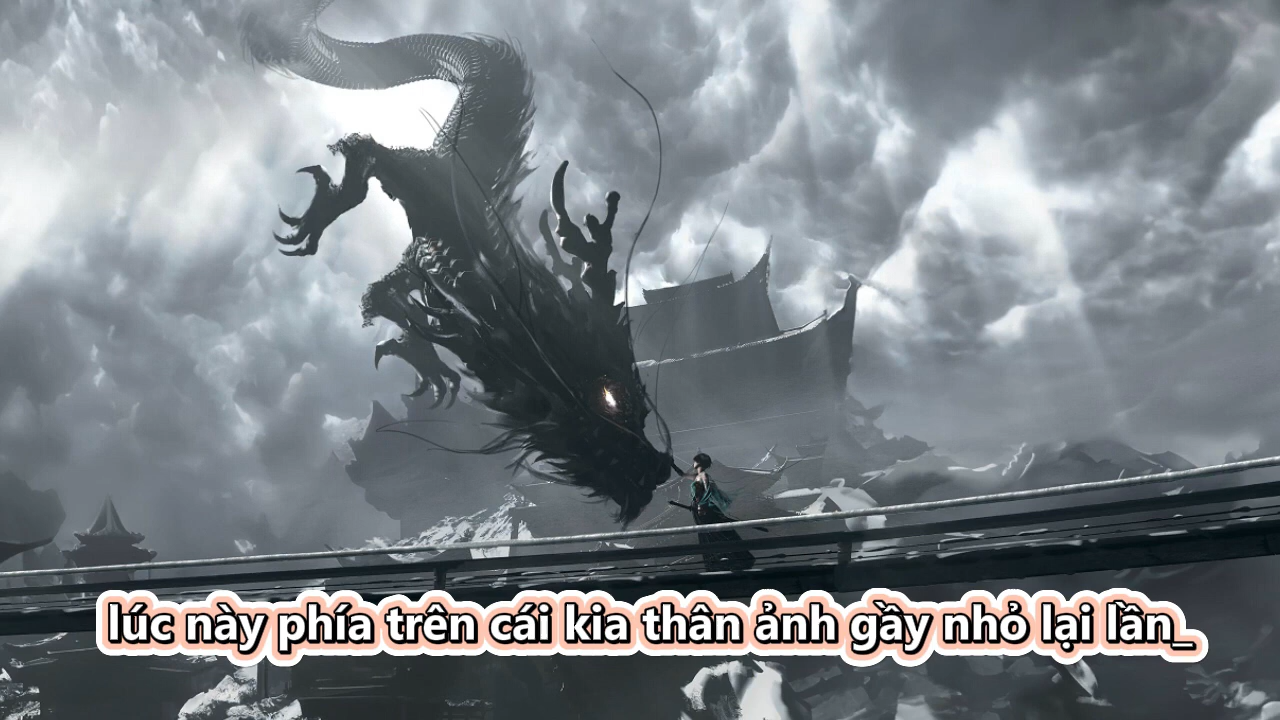 lúc này phía trên cái kia thân ảnh gầy nhỏ lại lần_